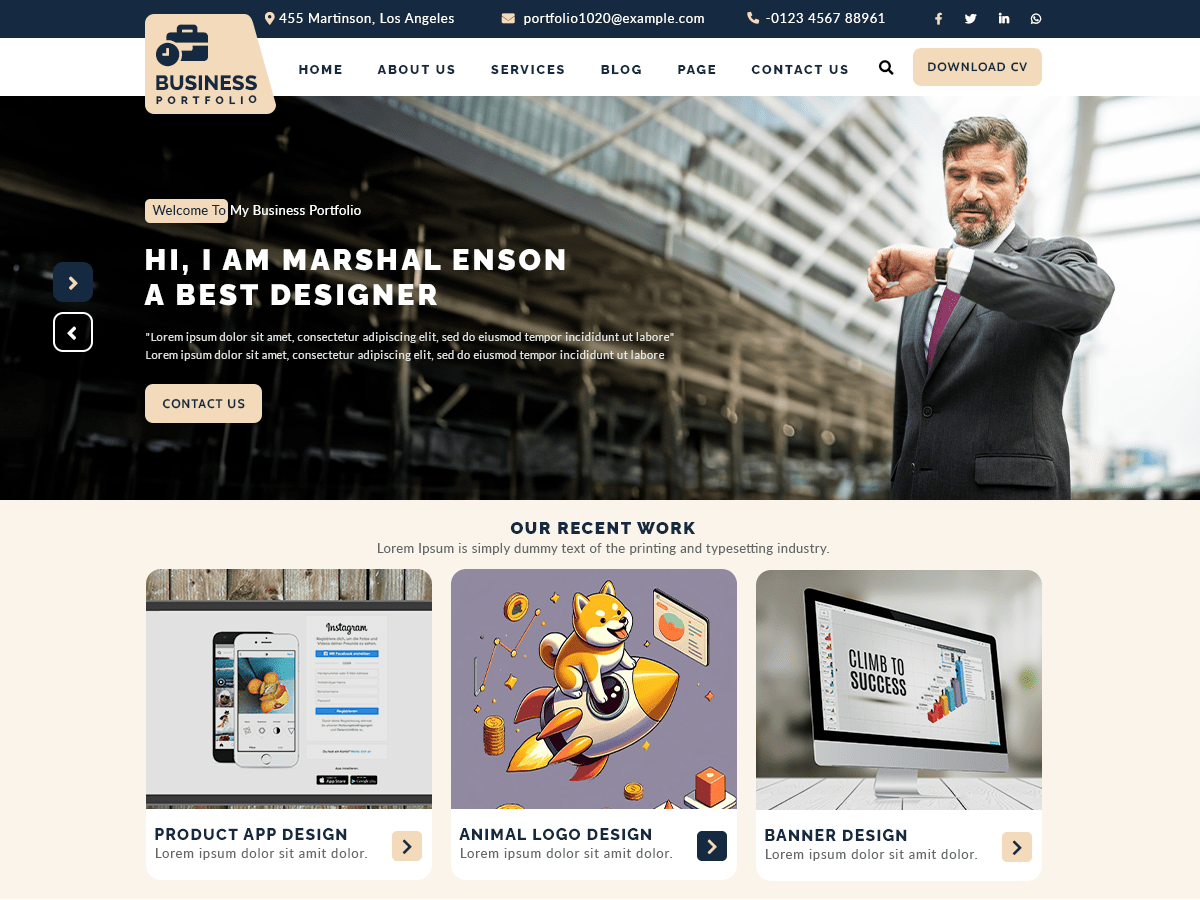 455 Martinson, Los Angeles
portfolio1020@example.com
-0123 4567 88961
BUSINESS
PORTFOLIO
HOME
ABOUT US
SERVICES
BLOG
PAGE
CONTACT US
DOWNLOAD CV
Welcome To My Business Portfolio
HI, I AM MARSHAL ENSON
A BEST DESIGNER
"Lorem ipsum dolor sit amet, consectetur adipiscing elit, sed do eiusmod tempor incididunt ut labore"
Lorem ipsum dolor sit amet, consectetur adipiscing elit, sed do eiusmod tempor incididunt ut labore
CONTACT US
OUR RECENT WORK
Lorem Ipsum is simply dummy text of the printing and typesetting industry.
Instagram
Registrieren
App Store
Google play
CLIMB TO
SUCCESS
PRODUCT APP DESIGN
Lorem ipsum dolor sit amit dolor.
ANIMAL LOGO DESIGN
Lorem ipsum dolor sit amit dolor.
BANNER DESIGN
Lorem ipsum dolor sit amit dolor.